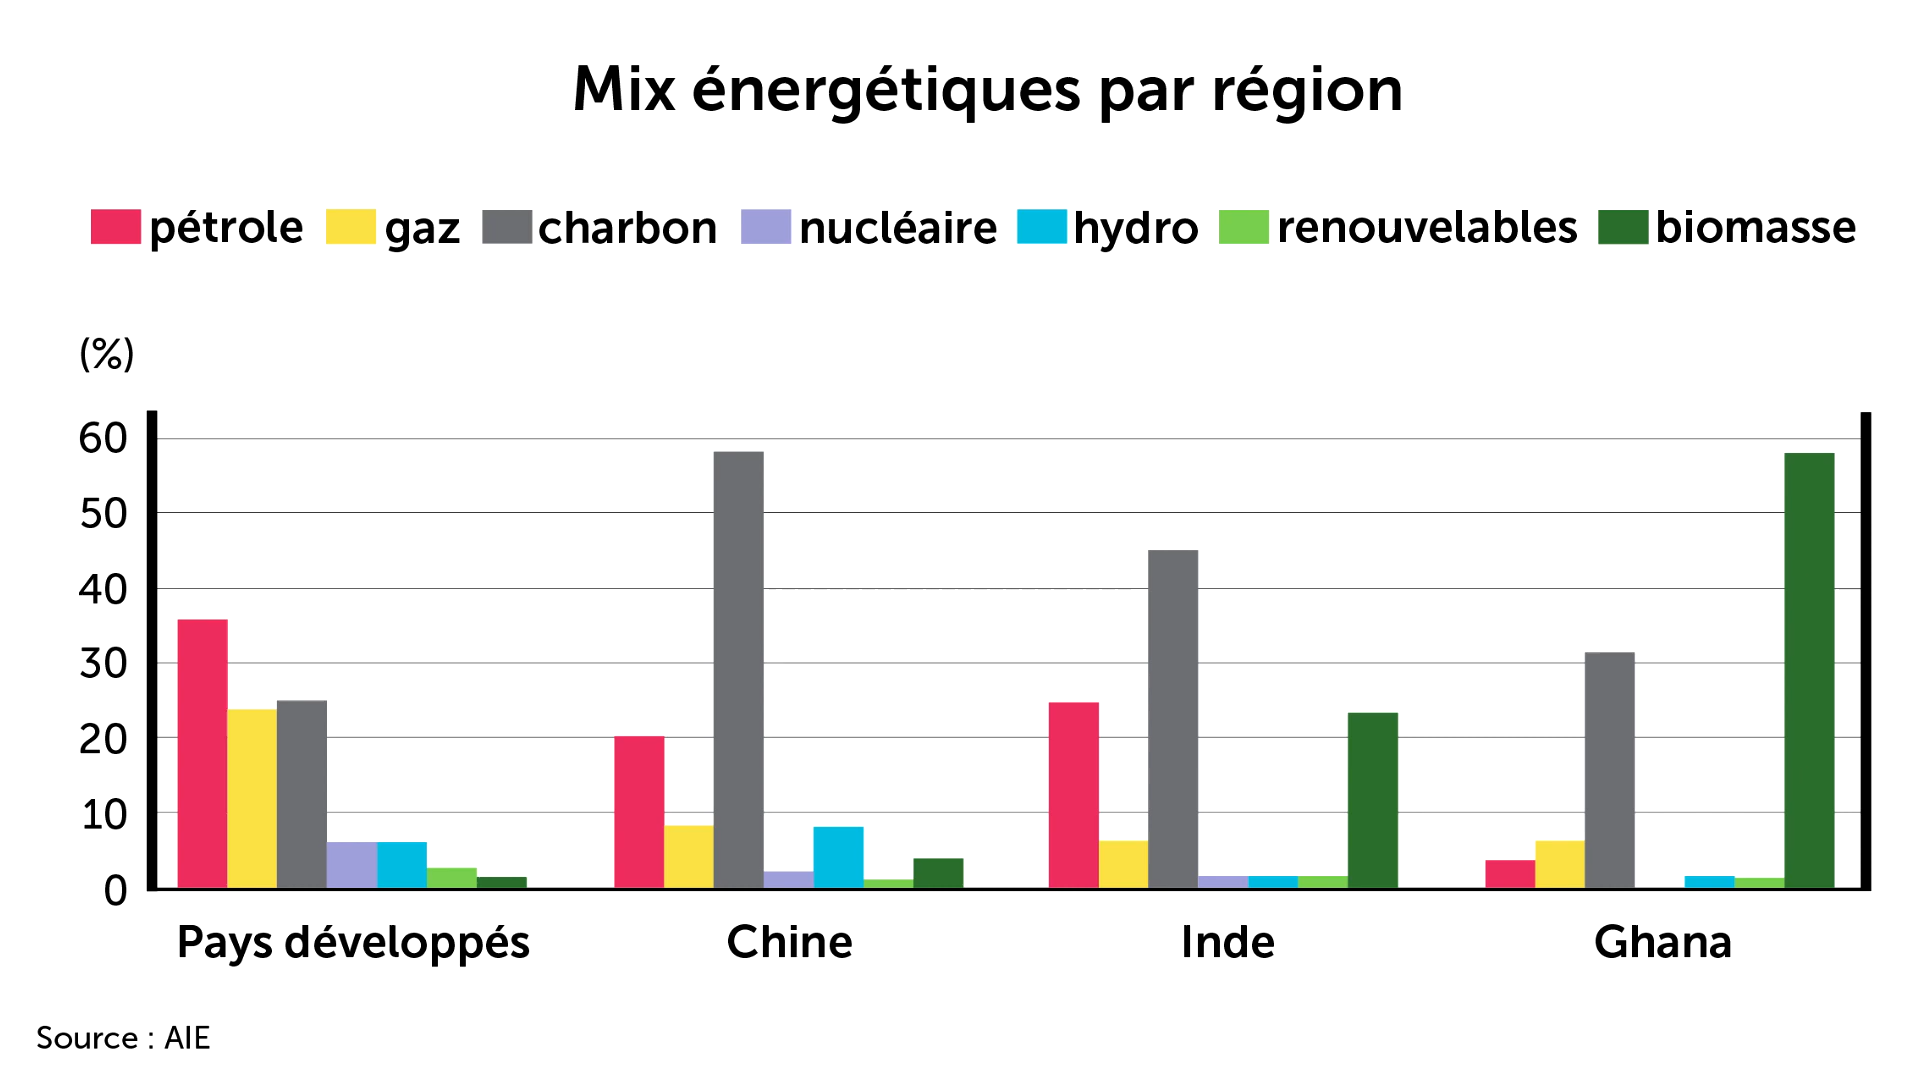 Mix énergétiques par région
pétrole gaz charbon nucléaire hydro renouvelables biomasse
(%)
60
50
40
30
20
10
0
Pays développés Chine Inde Ghana
Source : AIE